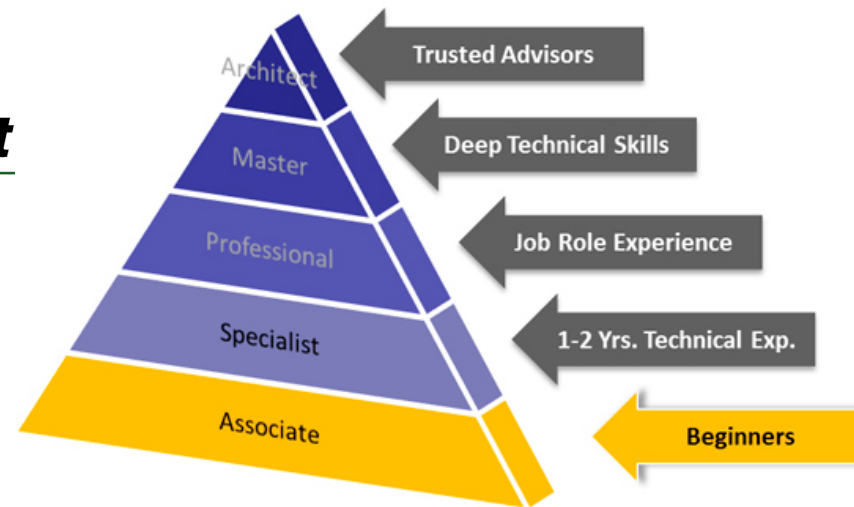 Architect
Trusted Advisors
t
Master
Deep Technical Skills
Professional
Job Role Experience
Specialist
1-2 Yrs. Technical Exp.
Associate
Beginners